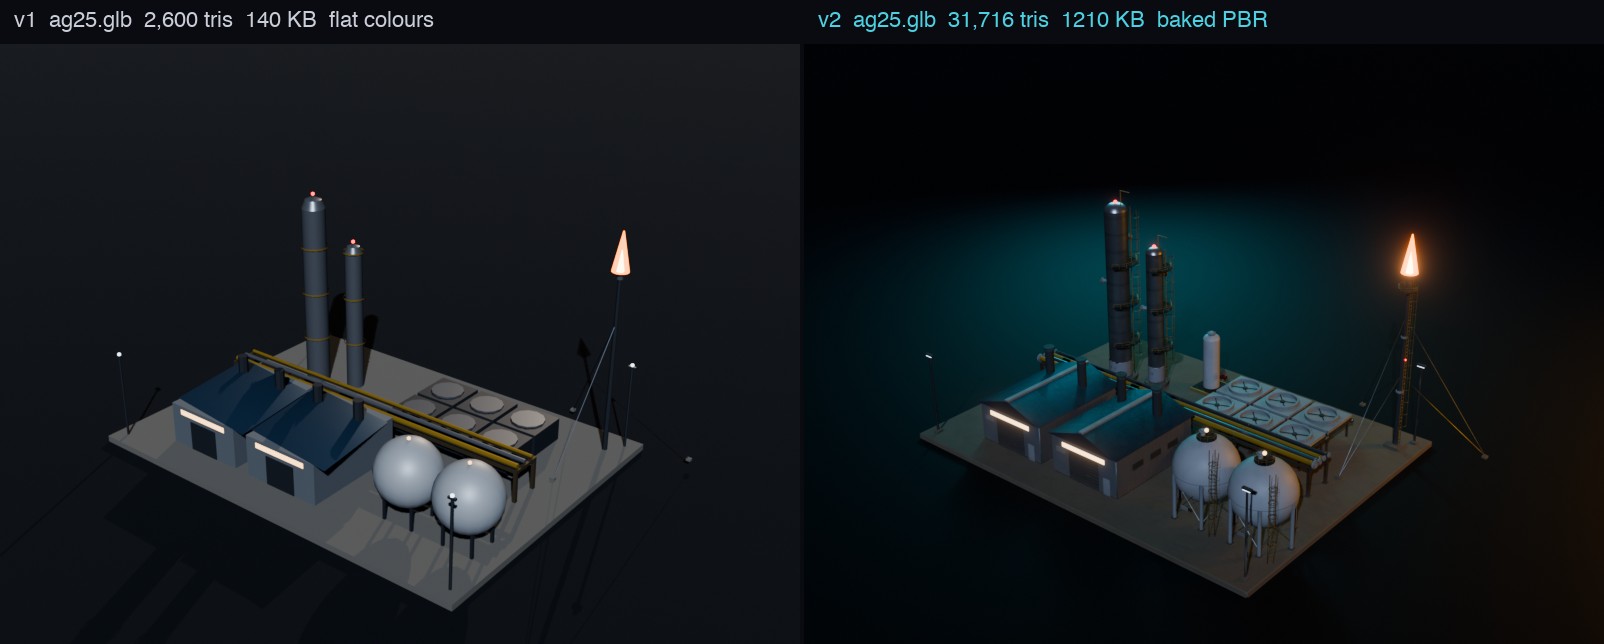 v1 ag25.glb 2,600 tris 140 KB flat colours
v2 ag25.glb 31,716 tris 1210 KB baked PBR